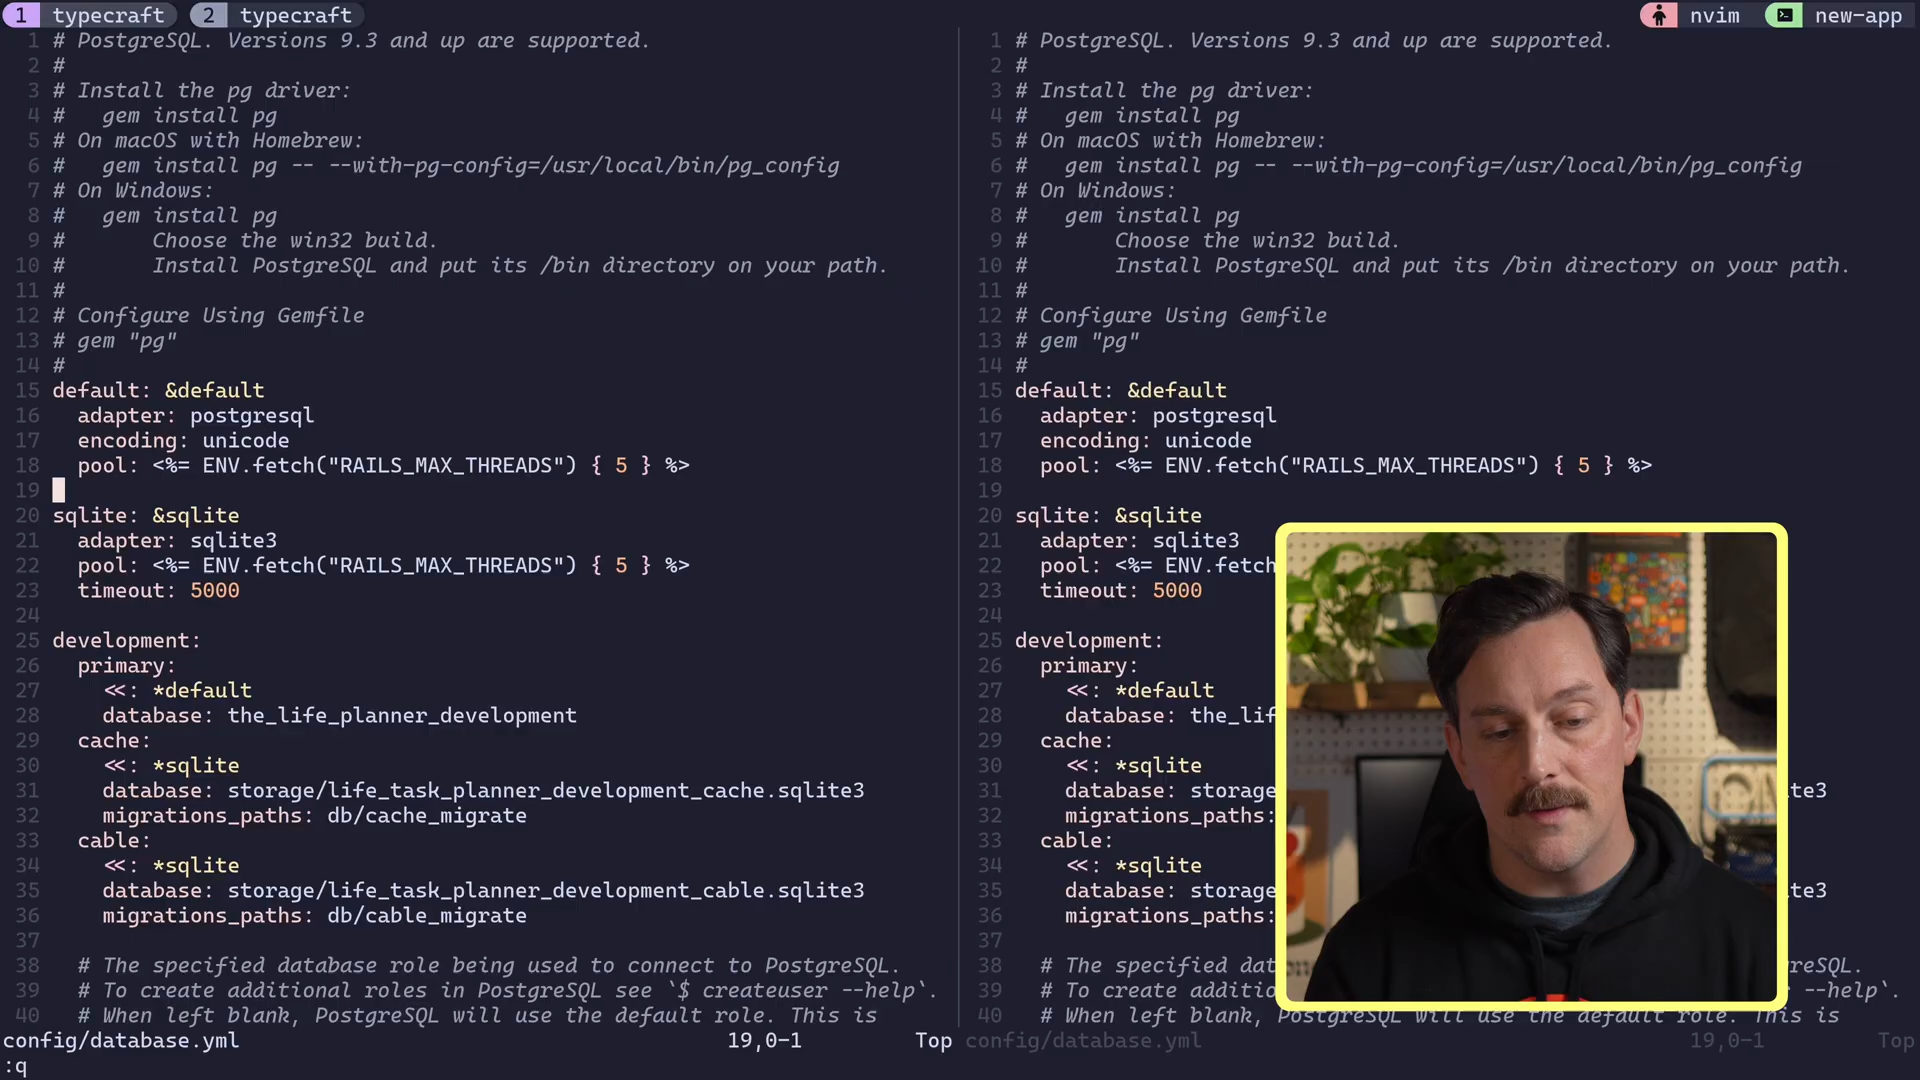 1 typecraft 2 typecraft nvim new-app
1 # PostgreSQL. Versions 9.3 and up are supported.
2 #
3 # Install the pg driver:
4 #   gem install pg
5 # On macOS with Homebrew:
6 #   gem install pg -- --with-pg-config=/usr/local/bin/pg_config
7 # On Windows:
8 #   gem install pg
9 #       Choose the win32 build.
10 #       Install PostgreSQL and put its /bin directory on your path.
11 #
12 # Configure Using Gemfile
13 # gem "pg"
14 #
15 default: &default
16   adapter: postgresql
17   encoding: unicode
18   pool: <%= ENV.fetch("RAILS_MAX_THREADS") { 5 } %>
19
20 sqlite: &sqlite
21   adapter: sqlite3
22   pool: <%= ENV.fetch("RAILS_MAX_THREADS") { 5 } %>
23   timeout: 5000
24
25 development:
26   primary:
27     <<: *default
28     database: the_life_planner_development
29   cache:
30     <<: *sqlite
31     database: storage/life_task_planner_development_cache.sqlite3
32     migrations_paths: db/cache_migrate
33   cable:
34     <<: *sqlite
35     database: storage/life_task_planner_development_cable.sqlite3
36     migrations_paths: db/cable_migrate
37
38   # The specified database role being used to connect to PostgreSQL.
39   # To create additional roles in PostgreSQL see `$ createuser --help`.
40   # When left blank, PostgreSQL will use the default role. This is
config/database.yml 19,0-1 Top
:q
1 # PostgreSQL. Versions 9.3 and up are supported.
2 #
3 # Install the pg driver:
4 #   gem install pg
5 # On macOS with Homebrew:
6 #   gem install pg -- --with-pg-config=/usr/local/bin/pg_config
7 # On Windows:
8 #   gem install pg
9 #       Choose the win32 build.
10 #       Install PostgreSQL and put its /bin directory on your path.
11 #
12 # Configure Using Gemfile
13 # gem "pg"
14 #
15 default: &default
16   adapter: postgresql
17   encoding: unicode
18   pool: <%= ENV.fetch("RAILS_MAX_THREADS") { 5 } %>
19
20 sqlite: &sqlite
21   adapter: sqlite3
22   pool: <%= ENV.fetch
23   timeout: 5000
24
25 development:
26   primary:
27     <<: *default
28     database: the_lif
29   cache:
30     <<: *sqlite
31     database: storage ite3
32     migrations_paths:
33   cable:
34     <<: *sqlite
35     database: storage ite3
36     migrations_paths:
37
38   # The specified dat reSQL.
39   # To create additio --help`.
40   # When left blank, PostgreSQL will use the default role. This is
config/database.yml 19,0-1 Top